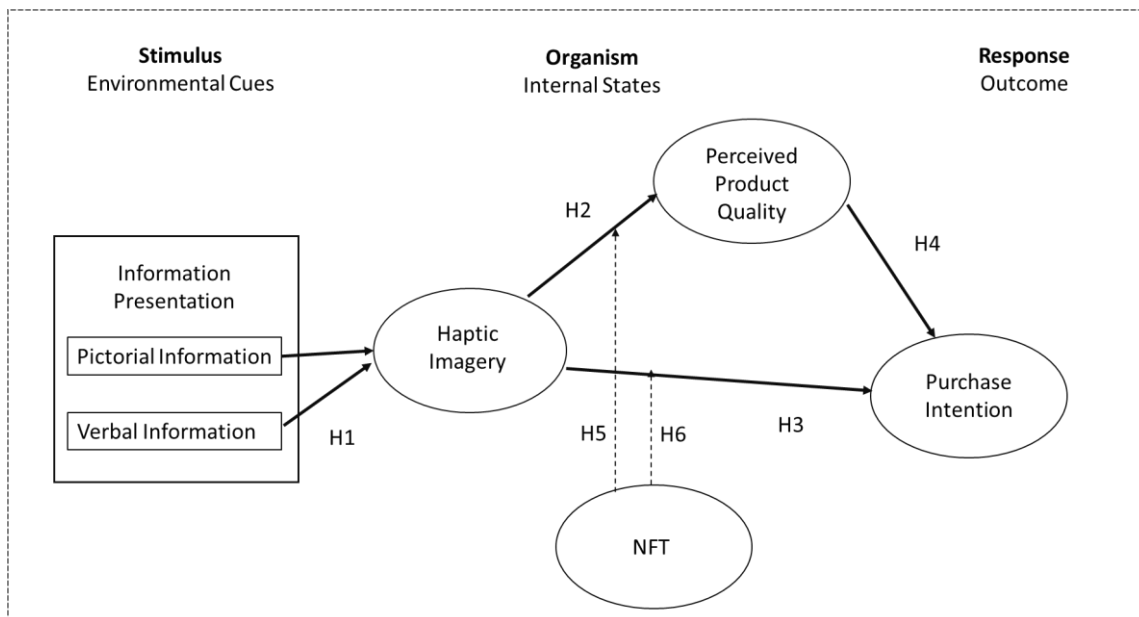 Stimulus
Environmental Cues
Organism
Internal States
Response
Outcome
Perceived
Product
Quality
H2
H4
Information
Presentation
Pictorial Information
Verbal Information
H1
Haptic
Imagery
H5
H6
H3
Purchase
Intention
NFT